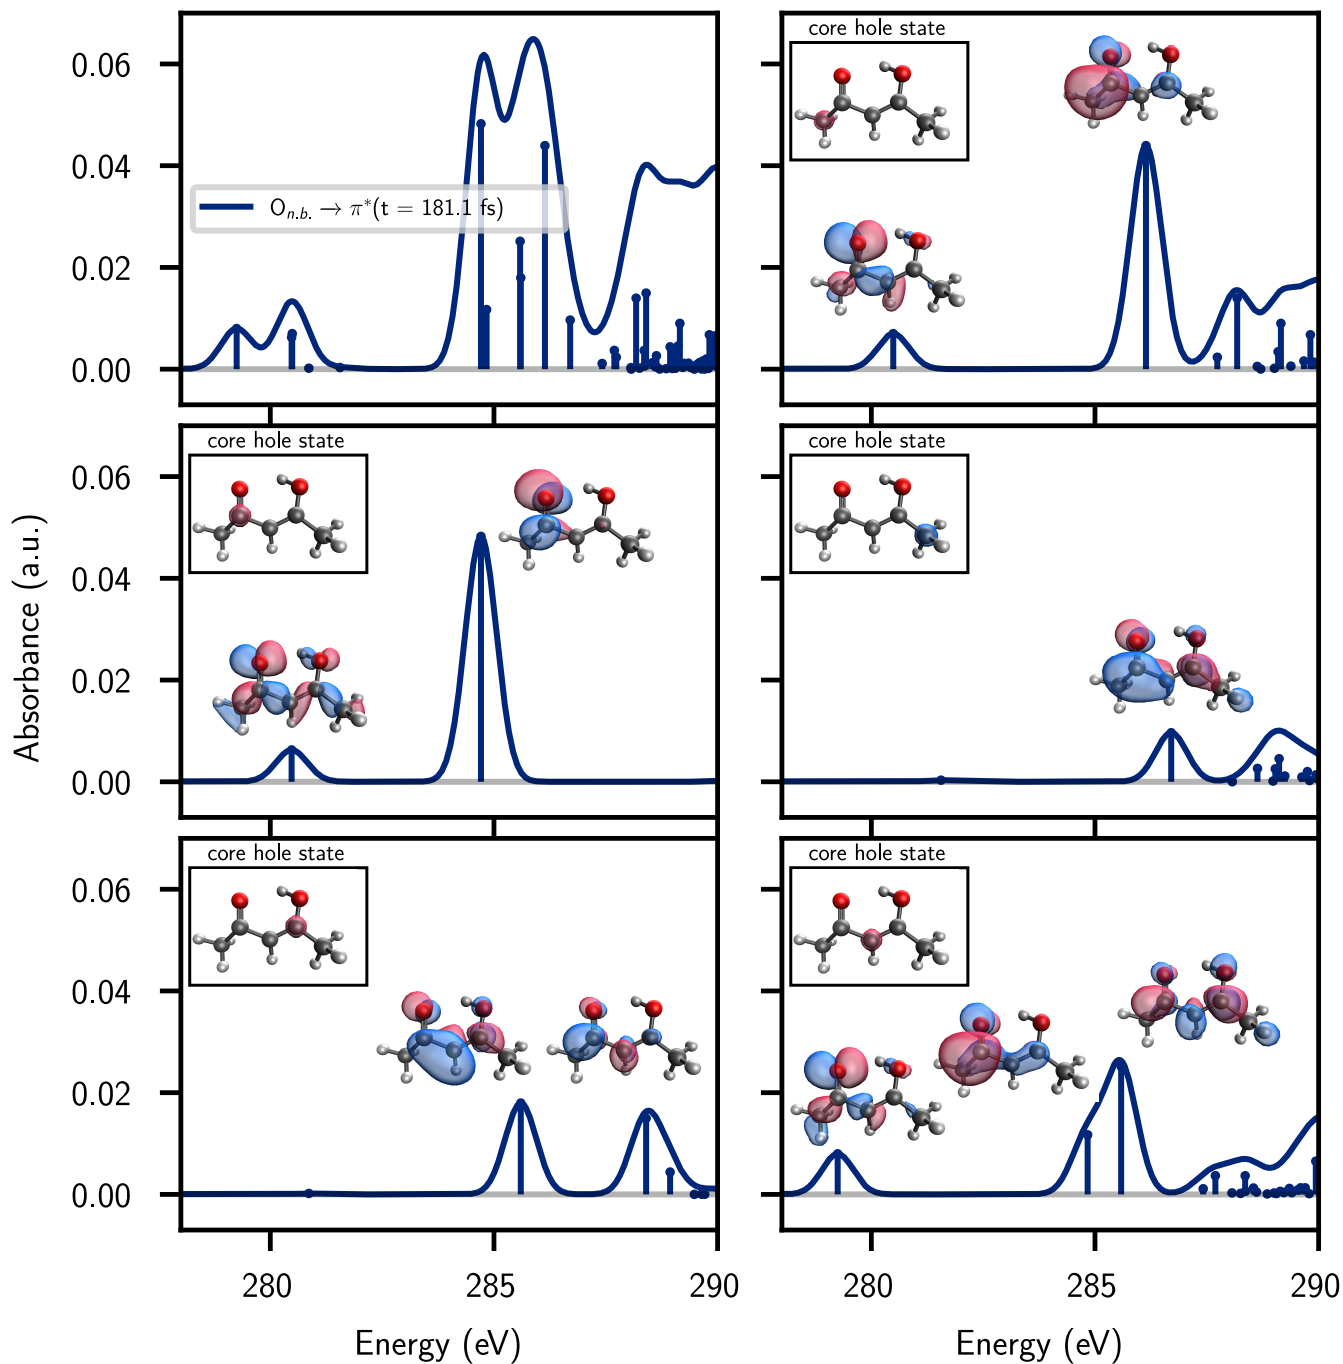 0.06
0.04
0.02
0.00
O_{n.b.} → π*(t = 181.1 fs)
core hole state
core hole state
0.06
0.04
0.02
0.00
core hole state
Absorbance (a.u.)
core hole state
0.06
0.04
0.02
0.00
core hole state
280
285
290
280
285
290
Energy (eV)
Energy (eV)